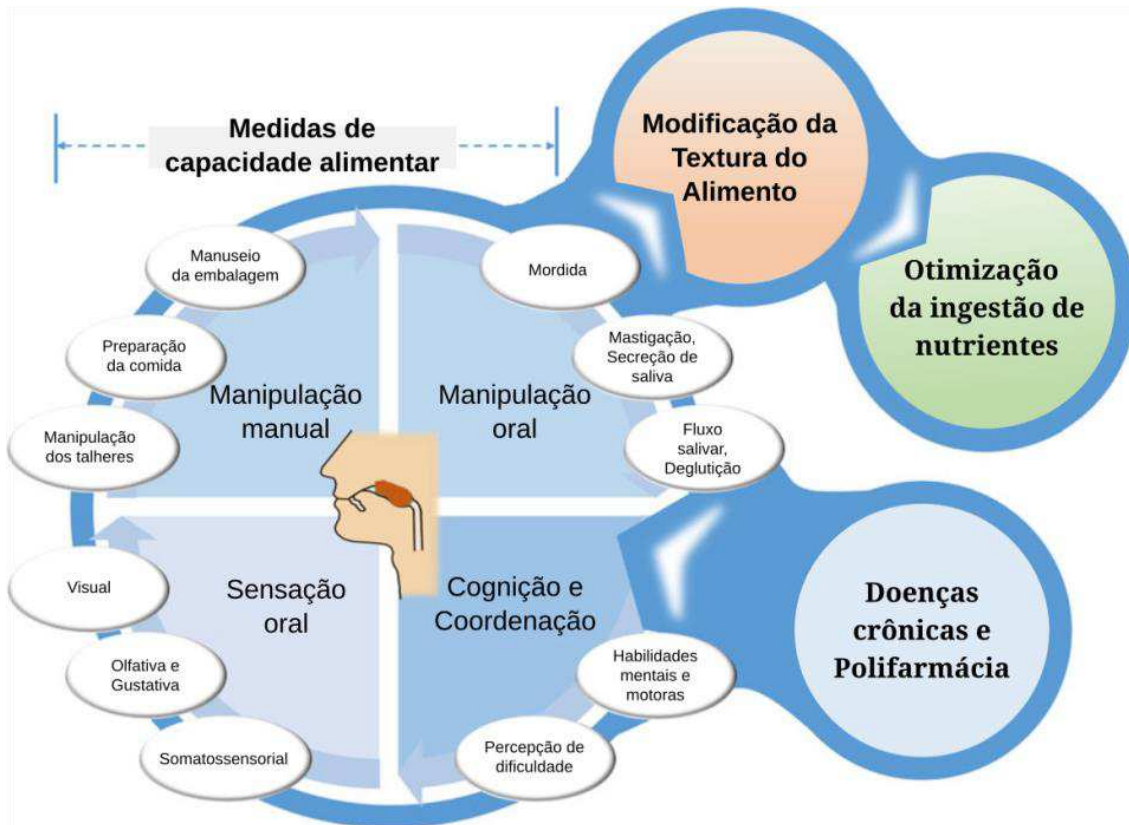 Medidas de
capacidade alimentar
Modificação da
Textura do
Alimento
Otimização
da ingestão de
nutrientes
Manuseio
da embalagem
Mordida
Preparação
da comida
Mastigação,
Secreção de
saliva
Manipulação
manual
Manipulação
oral
Manipulação
dos talheres
Fluxo
salivar,
Deglutição
Visual
Sensação
oral
Cognição e
Coordenação
Doenças
crônicas e
Polifarmácia
Olfativa e
Gustativa
Habilidades
mentais e
motoras
Somatossensorial
Percepção de
dificuldade